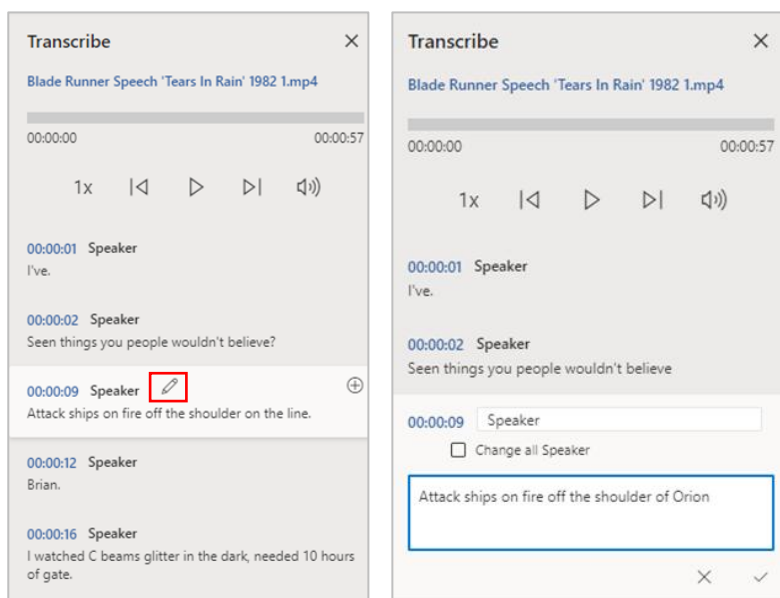 Transcribe
Blade Runner Speech 'Tears In Rain' 1982 1.mp4
00:00:00 00:00:57
1x
00:00:01 Speaker
I've.
00:00:02 Speaker
Seen things you people wouldn't believe?
00:00:09 Speaker
Attack ships on fire off the shoulder on the line.
00:00:12 Speaker
Brian.
00:00:16 Speaker
I watched C beams glitter in the dark, needed 10 hours
of gate.
Transcribe
Blade Runner Speech 'Tears In Rain' 1982 1.mp4
00:00:00 00:00:57
1x
00:00:01 Speaker
I've.
00:00:02 Speaker
Seen things you people wouldn't believe
00:00:09 Speaker
Change all Speaker
Attack ships on fire off the shoulder of Orion